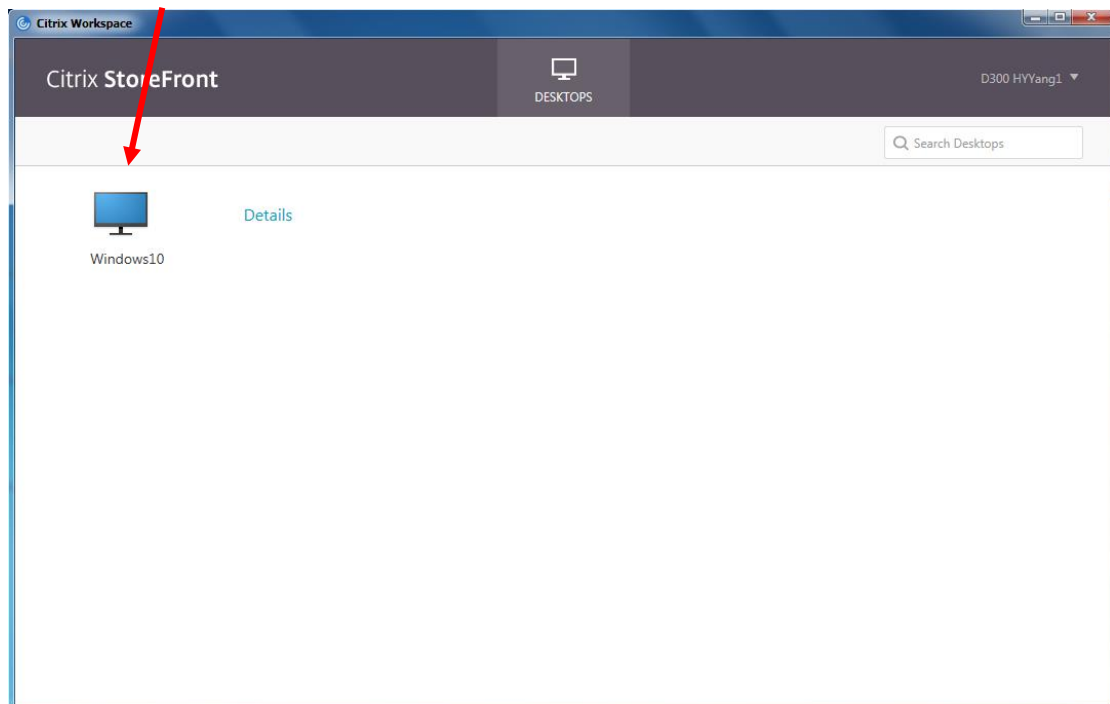 Citrix Workspace
Citrix StoreFront
DESKTOPS
D300 HYYang1
Search Desktops
Details
Windows10